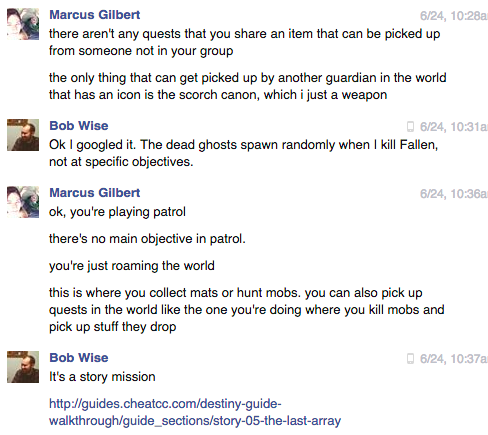 Marcus Gilbert 6/24, 10:28a
there aren't any quests that you share an item that can be picked up
from someone not in your group
the only thing that can get picked up by another guardian in the world
that has an icon is the scorch canon, which i just a weapon
Bob Wise 6/24, 10:31a
Ok I googled it. The dead ghosts spawn randomly when I kill Fallen,
not at specific objectives.
Marcus Gilbert 6/24, 10:36a
ok, you're playing patrol
there's no main objective in patrol.
you're just roaming the world
this is where you collect mats or hunt mobs. you can also pick up
quests in the world like the one you're doing where you kill mobs and
pick up stuff they drop
Bob Wise 6/24, 10:37a
It's a story mission
http://guides.cheatcc.com/destiny-guide-
walkthrough/guide_sections/story-05-the-last-array